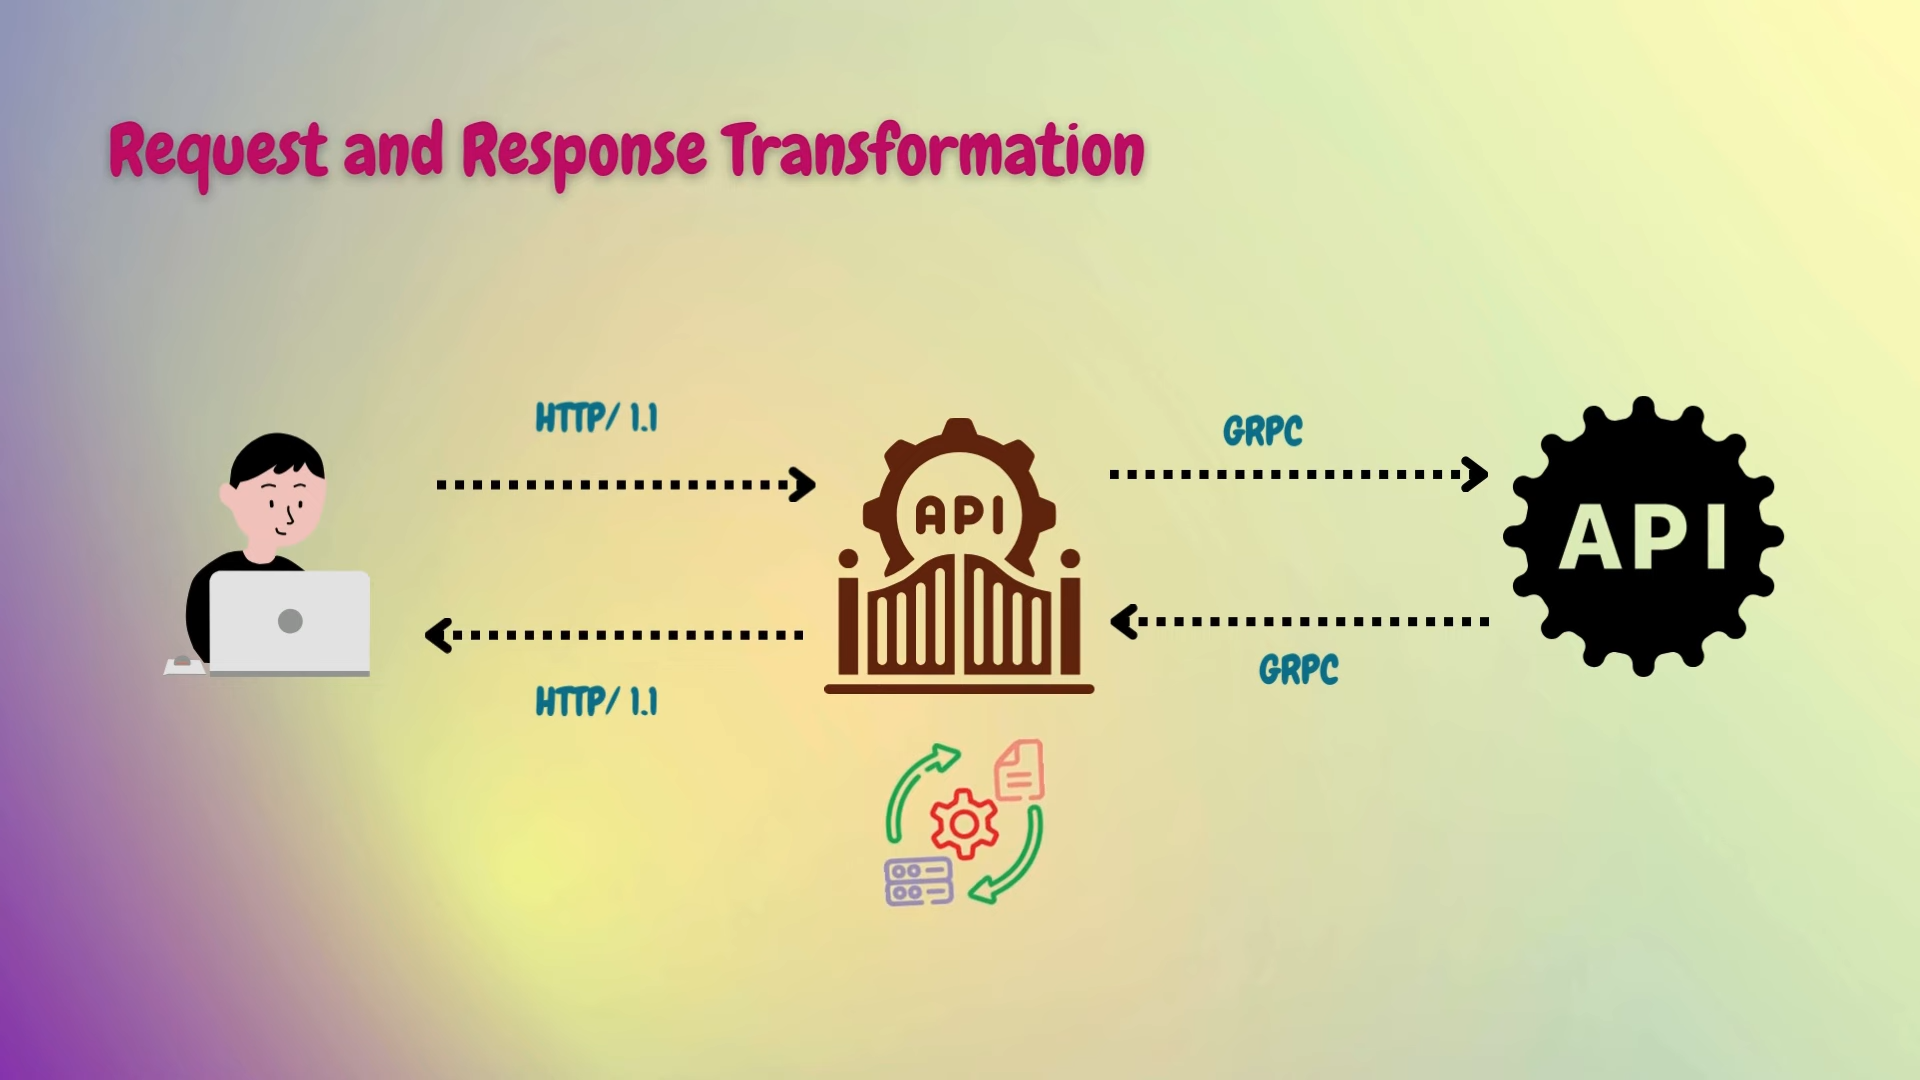 Request and Response Transformation
HTTP/ 1.1
GRPC
API
API
HTTP/ 1.1
GRPC